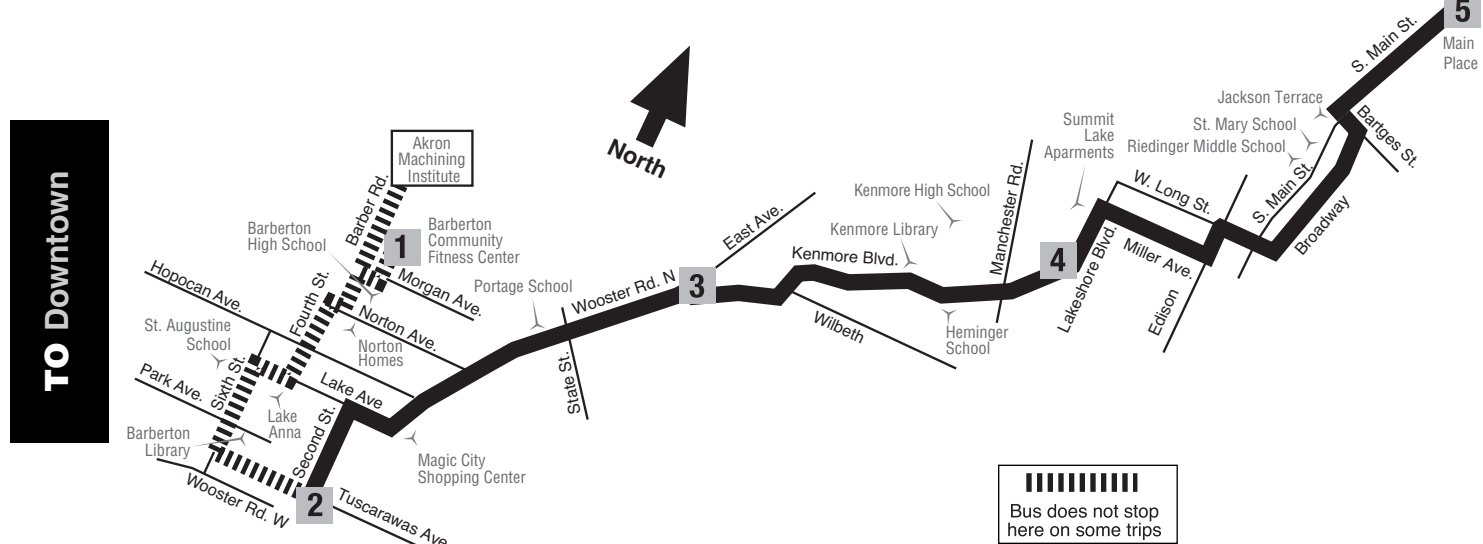 TO Downtown
5
Main
Place
S. Main St.
Jackson Terrace
Bartges St.
St. Mary School
Riedinger Middle School
S. Main St.
Broadway
Summit
Lake
Aparments
W. Long St.
Miller Ave.
Edison
Lakeshore Blvd.
4
Manchester Rd.
Kenmore High School
Kenmore Library
Kenmore Blvd.
Heminger
School
Wilbeth
East Ave.
3
Wooster Rd. N
Portage School
State St.
North
Akron
Machining
Institute
Barber Rd.
1
Barberton
Community
Fitness Center
Barberton
High School
Morgan Ave.
Hopocan Ave.
Fourth St.
Norton Ave.
Norton
Homes
St. Augustine
School
Park Ave.
Sixth St.
Lake Ave
Lake
Anna
Second St.
Barberton
Library
Magic City
Shopping Center
Wooster Rd. W
2
Tuscarawas Ave.
Bus does not stop
here on some trips